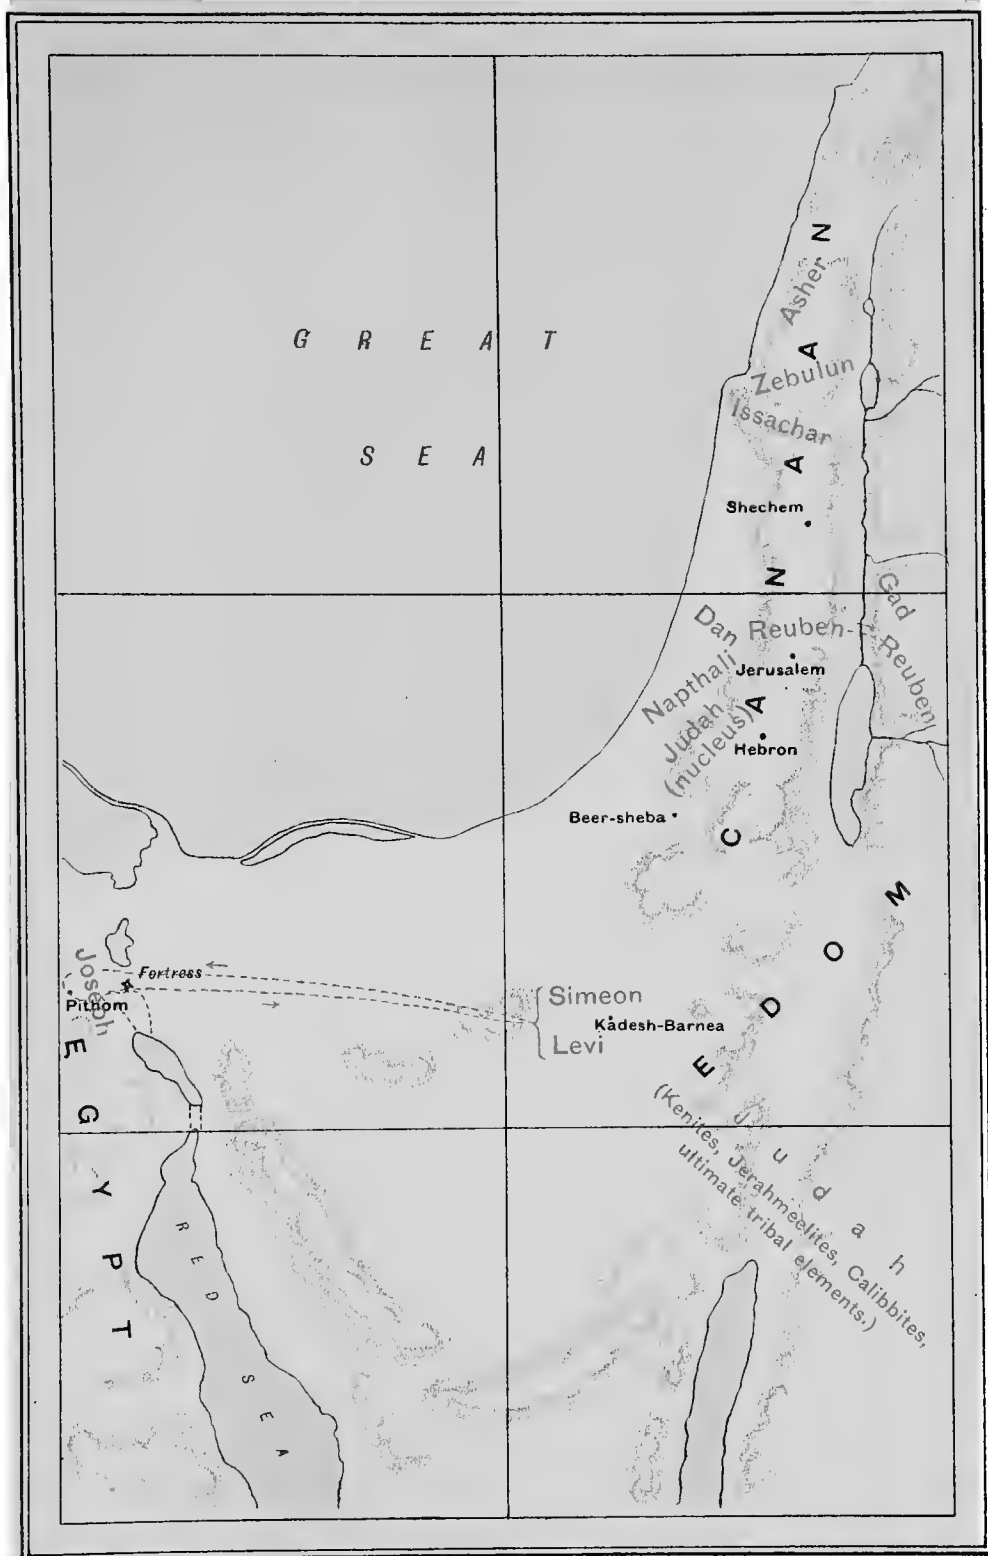 GREAT
SEA
CANAAN
Asher
Zebulun
Issachar
Shechem
Gad
Dan
Reuben
Reuben
Napthali
Jerusalem
Judah
(nucleus)
Hebron
Beer-sheba
EDOM
Joseph
Fortress
Pithom
Simeon
Kadesh-Barnea
Levi
EGYPT
RED SEA
Judah
(Kenites, Jerahmeelites, Calibbites,
ultimate tribal elements.)